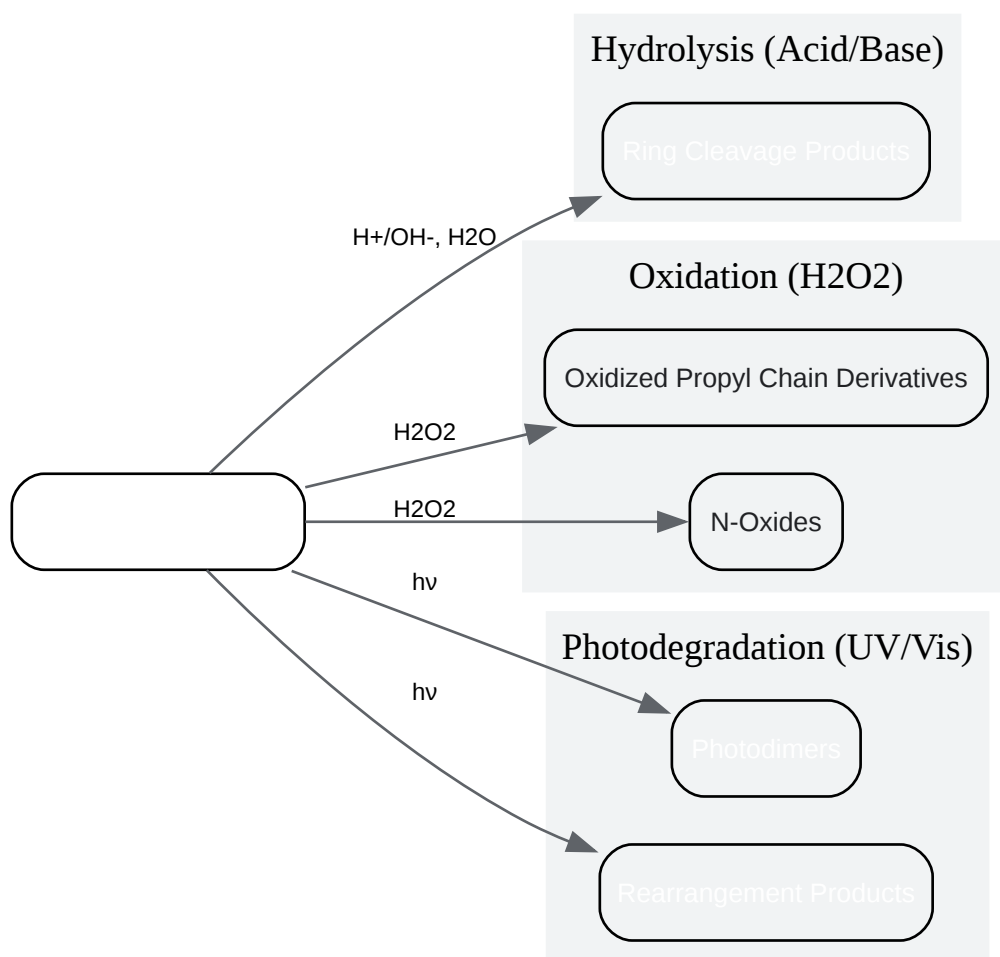 Hydrolysis (Acid/Base)
Ring Cleavage Products
H+/OH-, H2O
Oxidation (H2O2)
Oxidized Propyl Chain Derivatives
H2O2
H2O2
N-Oxides
hν
Photodegradation (UV/Vis)
hν
Photodimers
Rearrangement Products